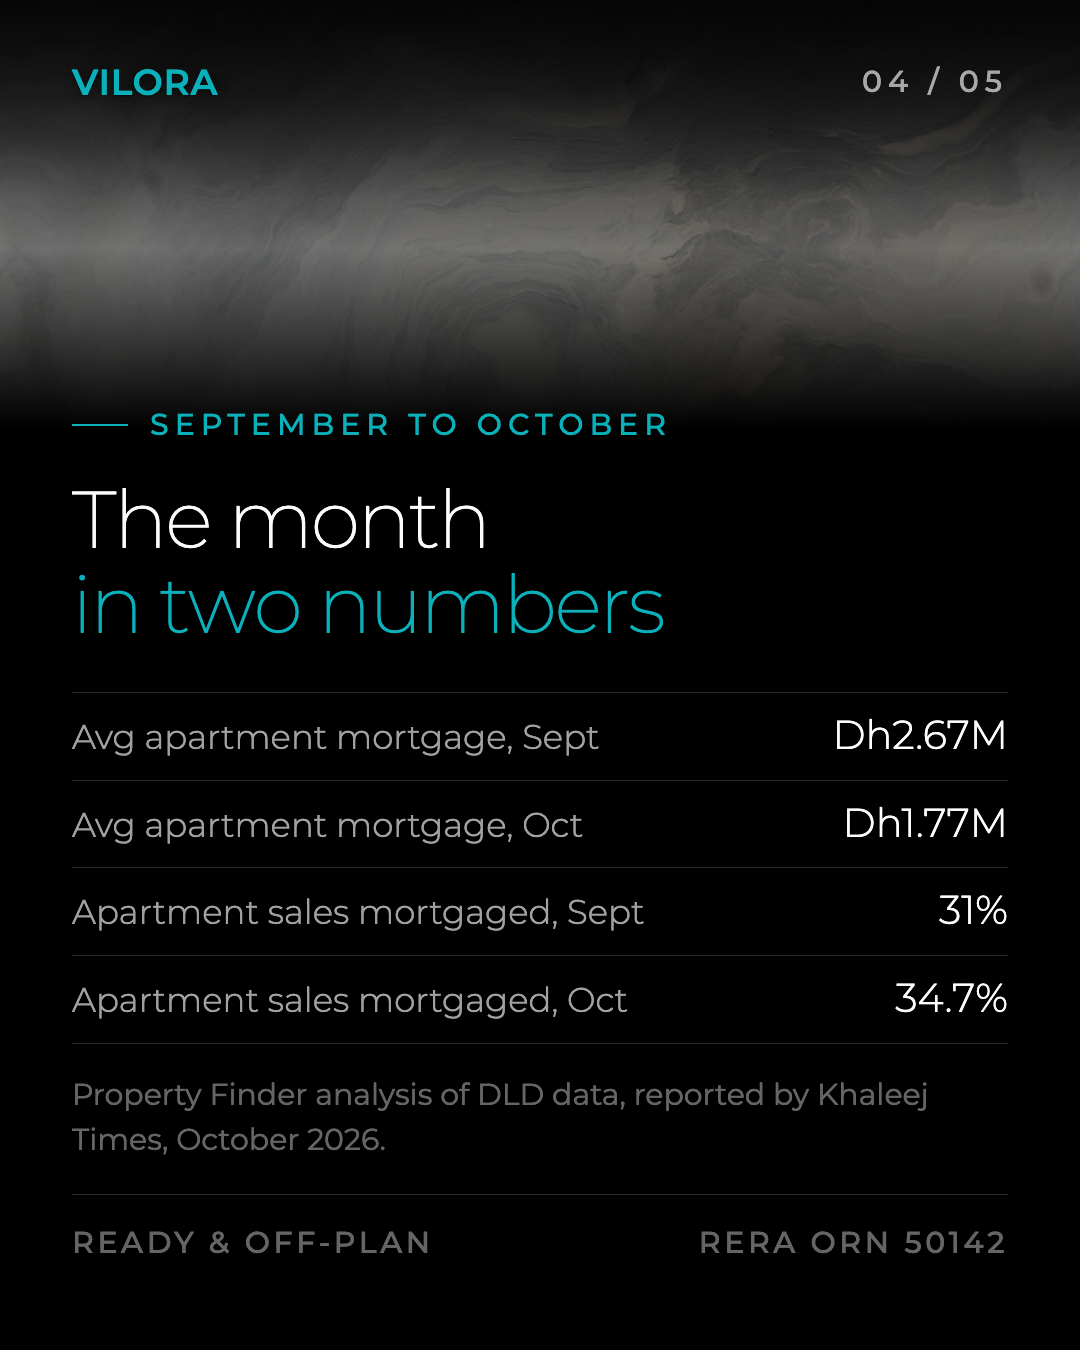 VILORA
04 / 05
SEPTEMBER TO OCTOBER
The month
in two numbers
Avg apartment mortgage, Sept
Dh2.67M
Avg apartment mortgage, Oct
Dh1.77M
Apartment sales mortgaged, Sept
31%
Apartment sales mortgaged, Oct
34.7%
Property Finder analysis of DLD data, reported by Khaleej
Times, October 2026.
READY & OFF-PLAN
RERA ORN 50142